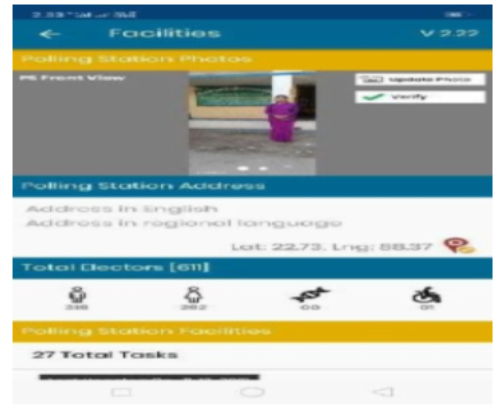 Facilities V 2.22
Polling Station Photos
PS Front View
Update Photo
Verify
Polling Station Address
Address in English
Address in regional language
Lat: 22.73, Lng: 88.37
Total Electors [611]
Polling Station Facilities
27 Total Tasks